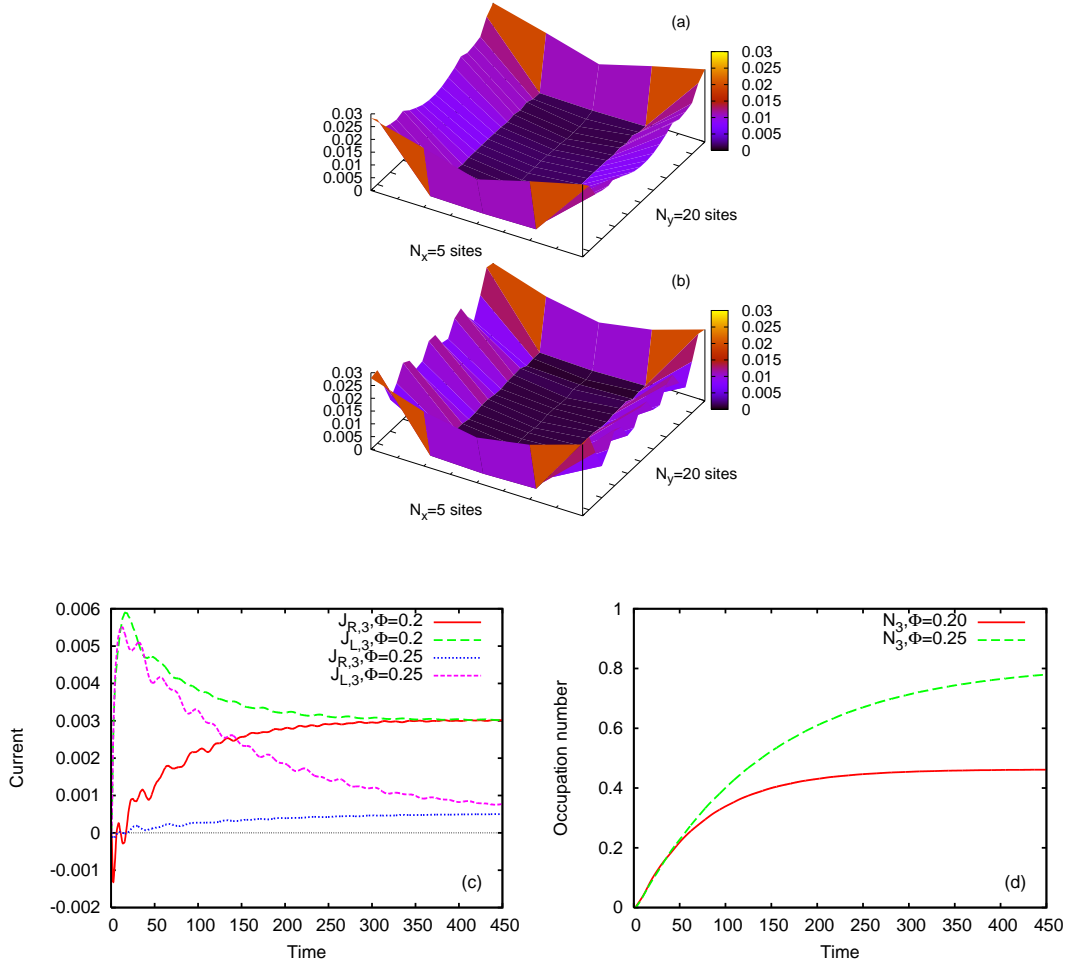 (a)
0.03
0.025
0.02
0.015
0.01
0.005
0
0.03
0.025
0.02
0.015
0.01
0.005
0
N_y=20 sites
N_x=5 sites
(b)
0.03
0.025
0.02
0.015
0.01
0.005
0
0.03
0.025
0.02
0.015
0.01
0.005
0
N_y=20 sites
N_x=5 sites
0.006
0.005
0.004
0.003
0.002
0.001
0
-0.001
-0.002
Current
J_R,3,Φ=0.2
J_L,3,Φ=0.2
J_R,3,Φ=0.25
J_L,3,Φ=0.25
(c)
0 50 100 150 200 250 300 350 400 450
Time
1
0.8
0.6
0.4
0.2
0
Occupation number
N_3,Φ=0.20
N_3,Φ=0.25
(d)
0 50 100 150 200 250 300 350 400 450
Time